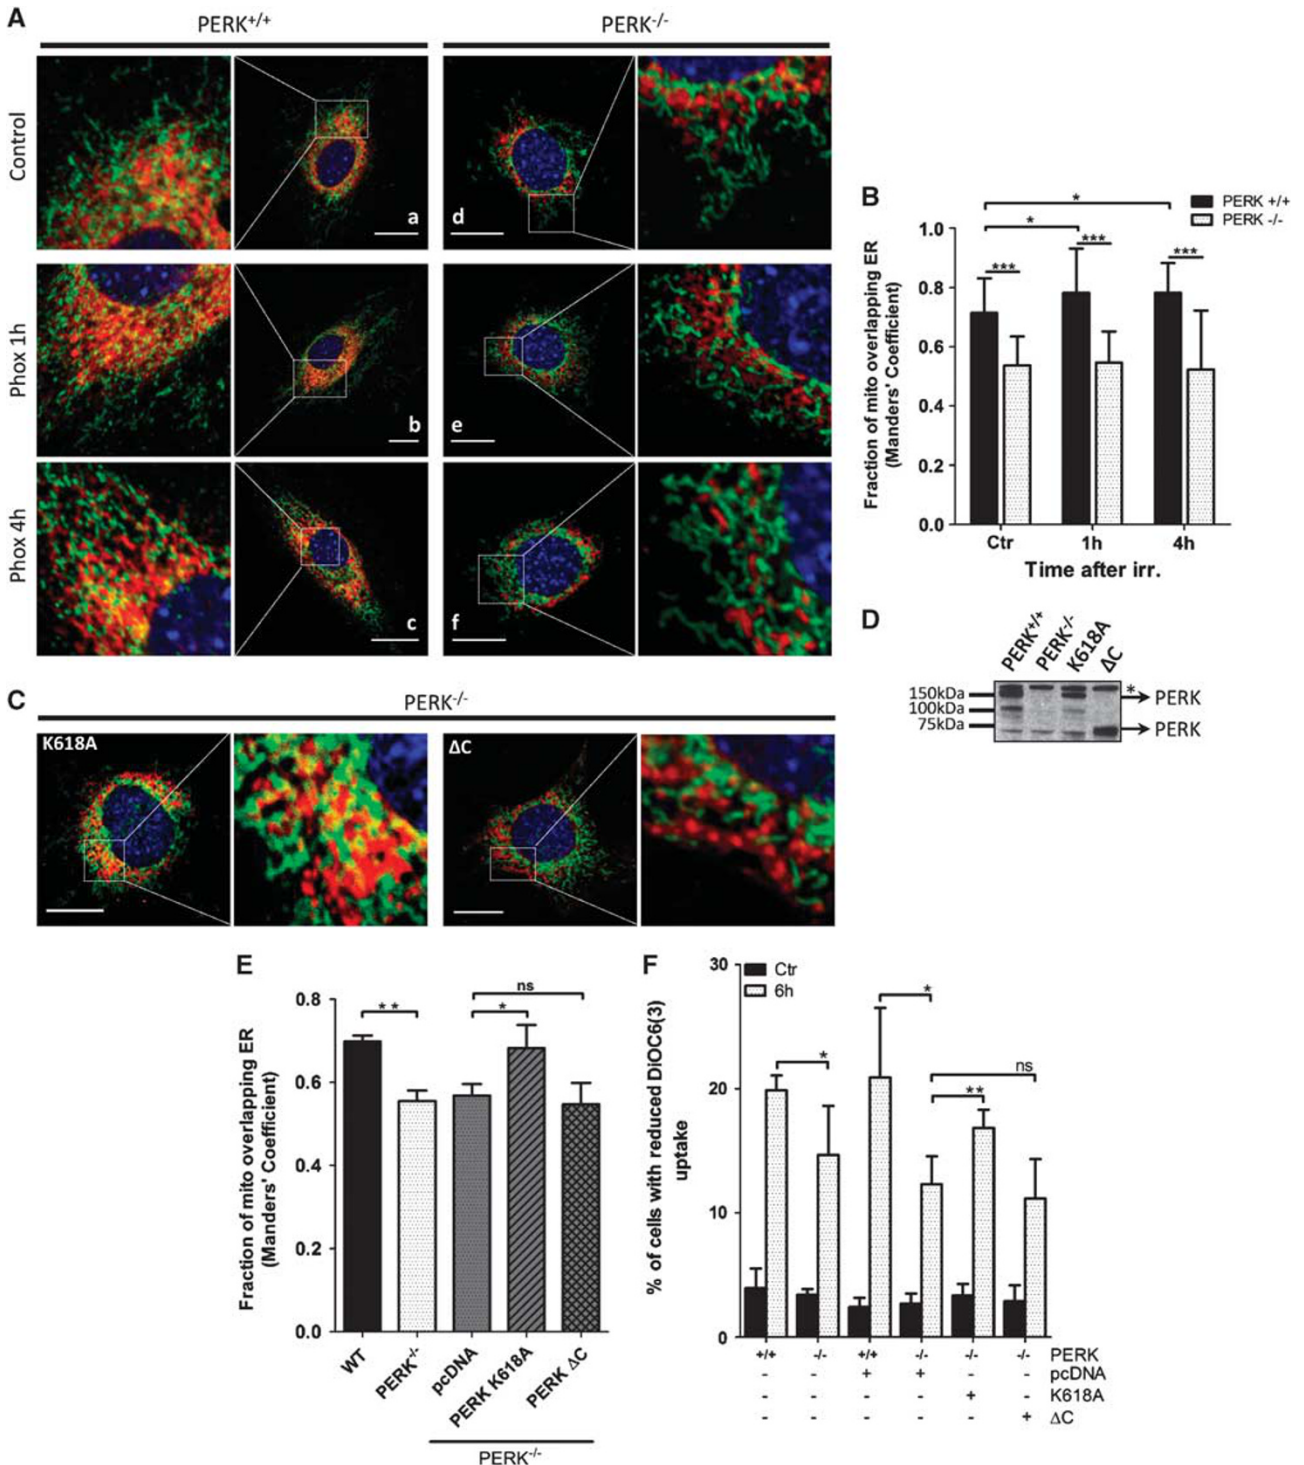 A
PERK+/+
PERK-/-
Control
a
d
Phox 1h
b
e
Phox 4h
c
f
B
PERK +/+
PERK -/-
*
*
***
***
***
1.0
0.8
0.6
0.4
0.2
0.0
Fraction of mito overlapping ER
(Manders' Coefficient)
Ctr
1h
4h
Time after irr.
D
PERK+/+
PERK-/-
K618A
ΔC
150kDa
100kDa
75kDa
*
PERK
PERK
C
PERK-/-
K618A
ΔC
E
0.8
0.6
0.4
0.2
0.0
Fraction of mito overlapping ER
(Manders' Coefficient)
**
*
ns
WT
PERK-/-
pcDNA
PERK K618A
PERK ΔC
PERK-/-
F
Ctr
6h
30
20
10
0
% of cells with reduced DiOC6(3)
uptake
*
*
**
ns
+/+ -/- +/+ -/- -/- -/- PERK
- - + + - - pcDNA
- - - - + - K618A
- - - - - + ΔC